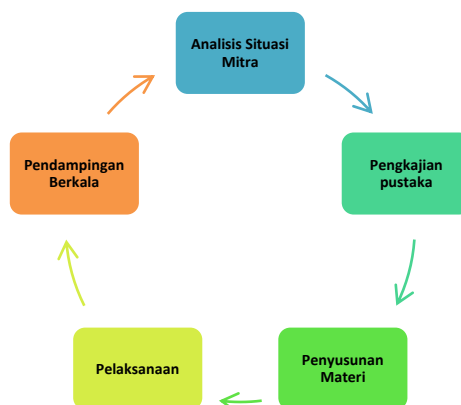 Analisis Situasi
Mitra
Pengkajian
pustaka
Penyusunan
Materi
Pelaksanaan
Pendampingan
Berkala